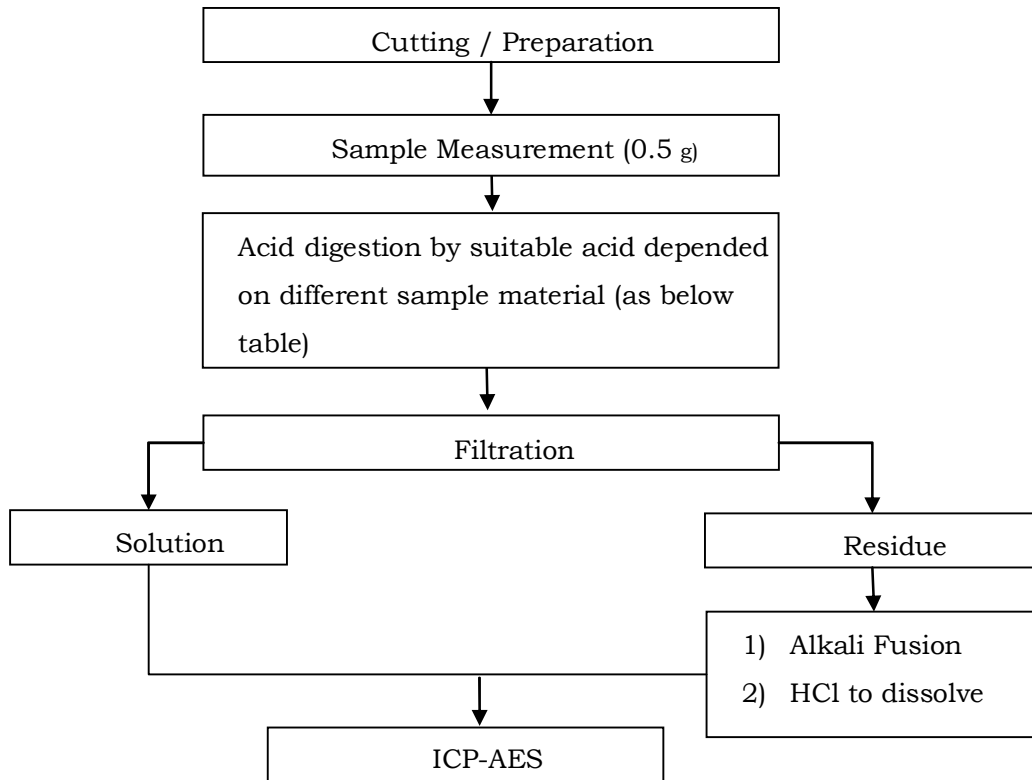 Cutting / Preparation
Sample Measurement (0.5 g)
Acid digestion by suitable acid depended
on different sample material (as below
table)
Filtration
Solution
Residue
1) Alkali Fusion
2) HCl to dissolve
ICP-AES